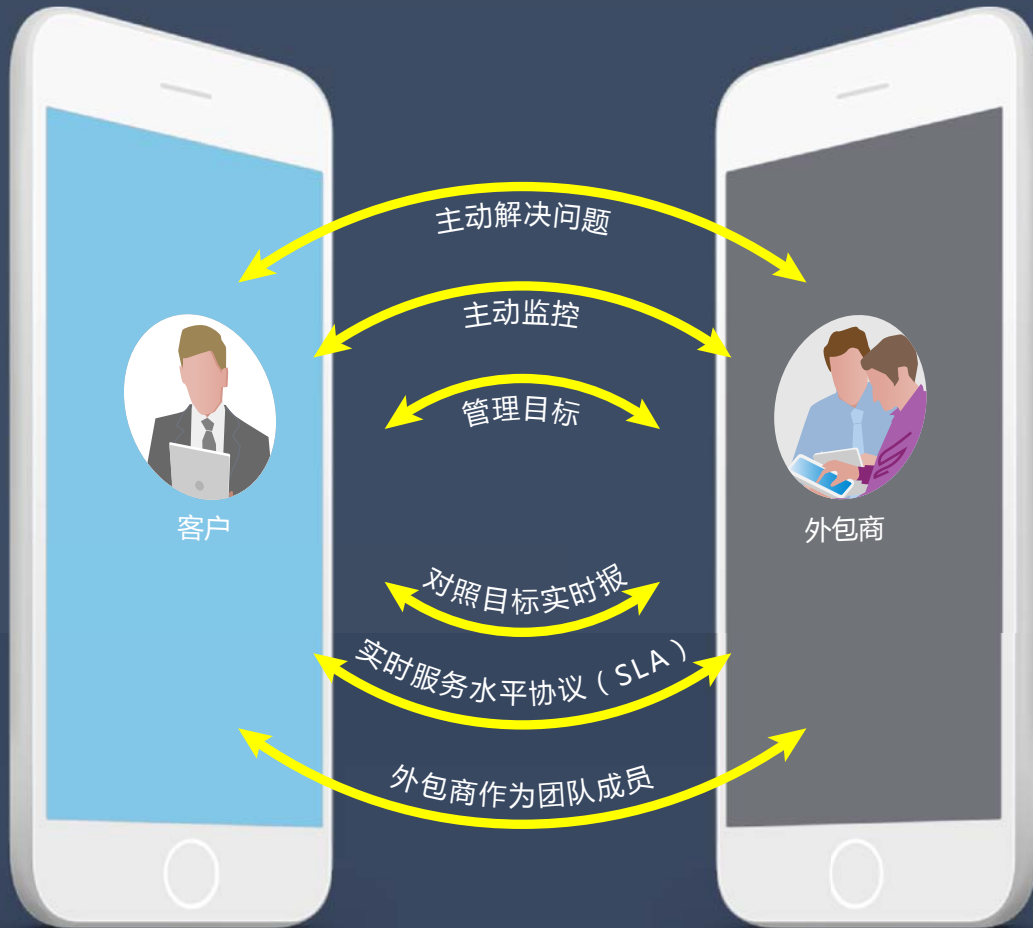 主动解决问题
主动监控
管理目标
客户
外包商
对照目标实时报
实时服务水平协议（SLA）
外包商作为团队成员